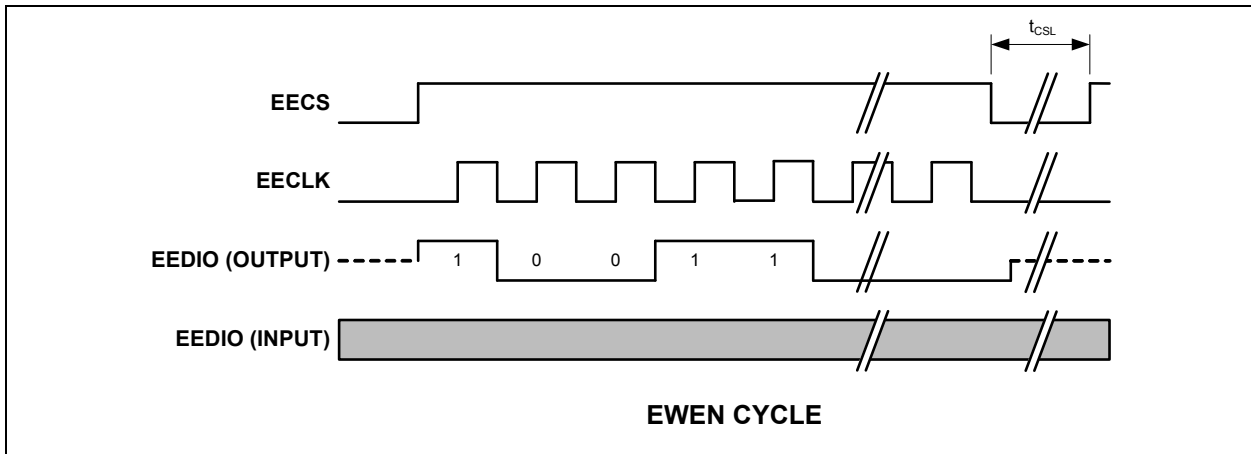 tCSL
EECS
EECLK
EEDIO (OUTPUT) 1 0 0 1 1
EEDIO (INPUT)
EWEN CYCLE